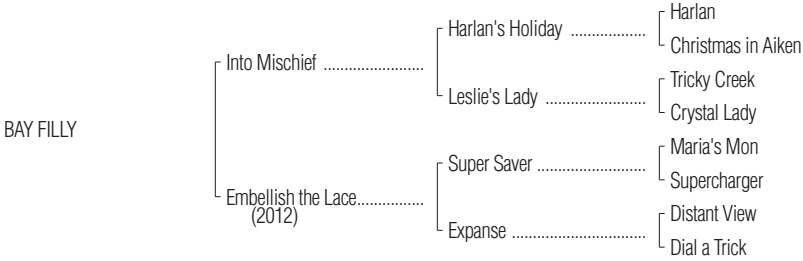 Harlan
Harlan's Holiday ..................
Christmas in Aiken
Into Mischief ........................
Tricky Creek
Leslie's Lady ........................
Crystal Lady
BAY FILLY
Maria's Mon
Super Saver ..........................
Supercharger
Embellish the Lace................
(2012)
Distant View
Expanse ................................
Dial a Trick